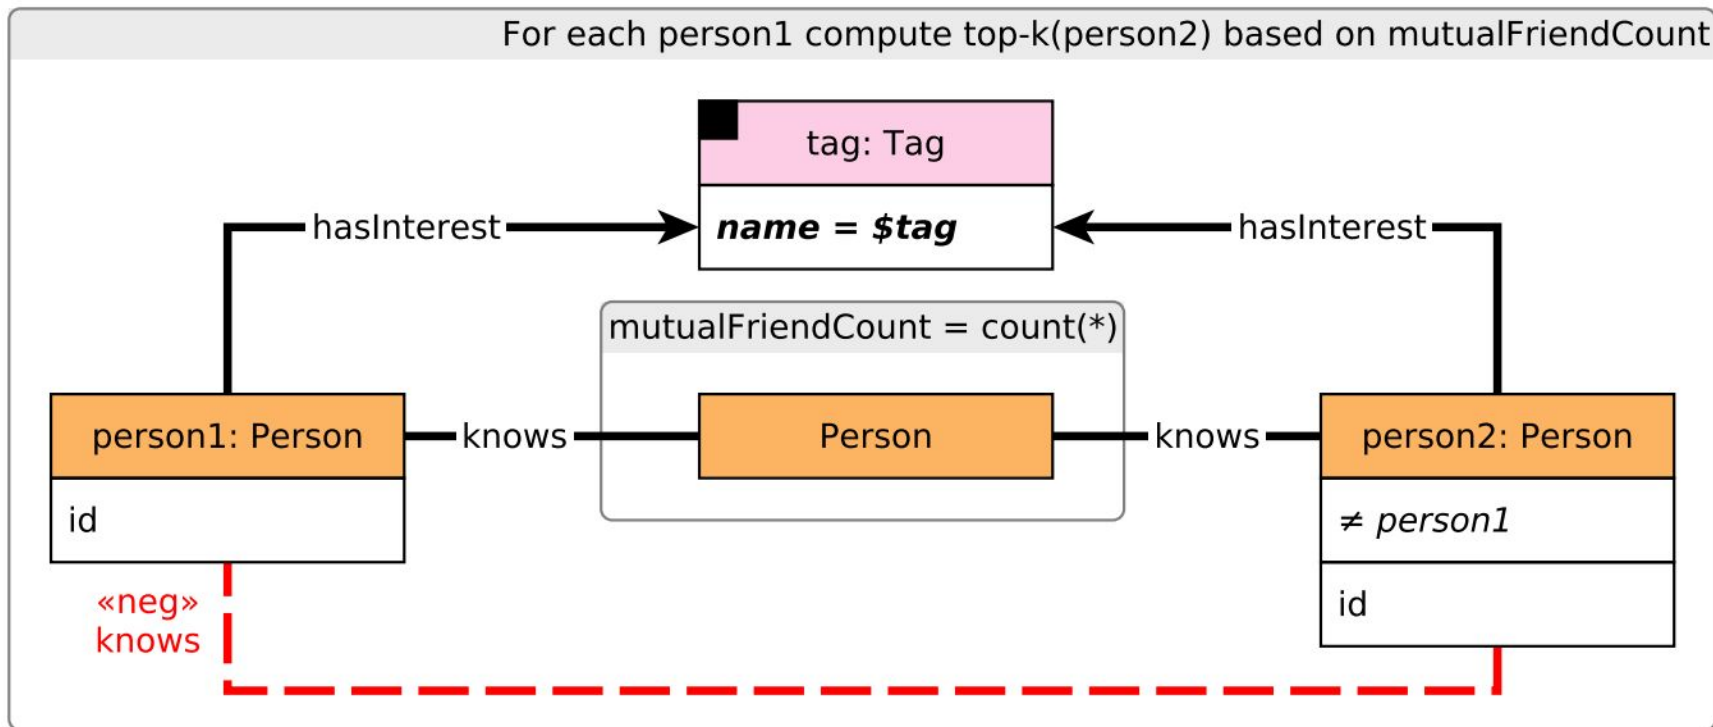 For each person1 compute top-k(person2) based on mutualFriendCount
tag: Tag
hasInterest
name = $tag
hasInterest
mutualFriendCount = count(*)
person1: Person
knows
Person
knows
person2: Person
id
≠ person1
id
«neg»
knows